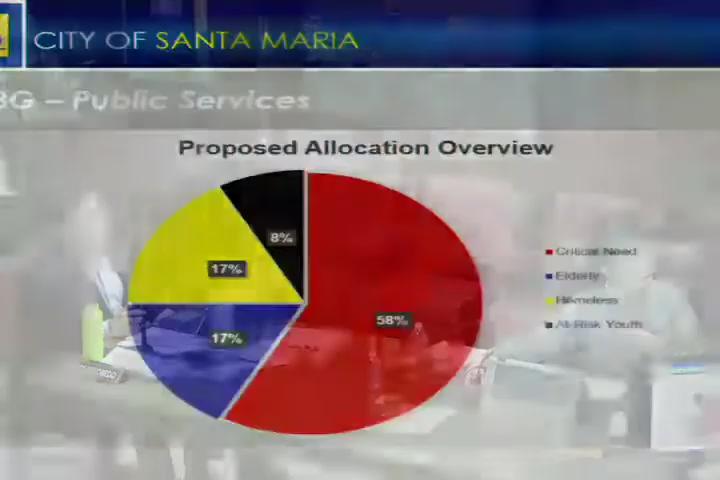 CITY OF SANTA MARIA
BG – Public Services
Proposed Allocation Overview
8%
17%
58%
17%
Critical Need
Elderly
Homeless
At-Risk Youth